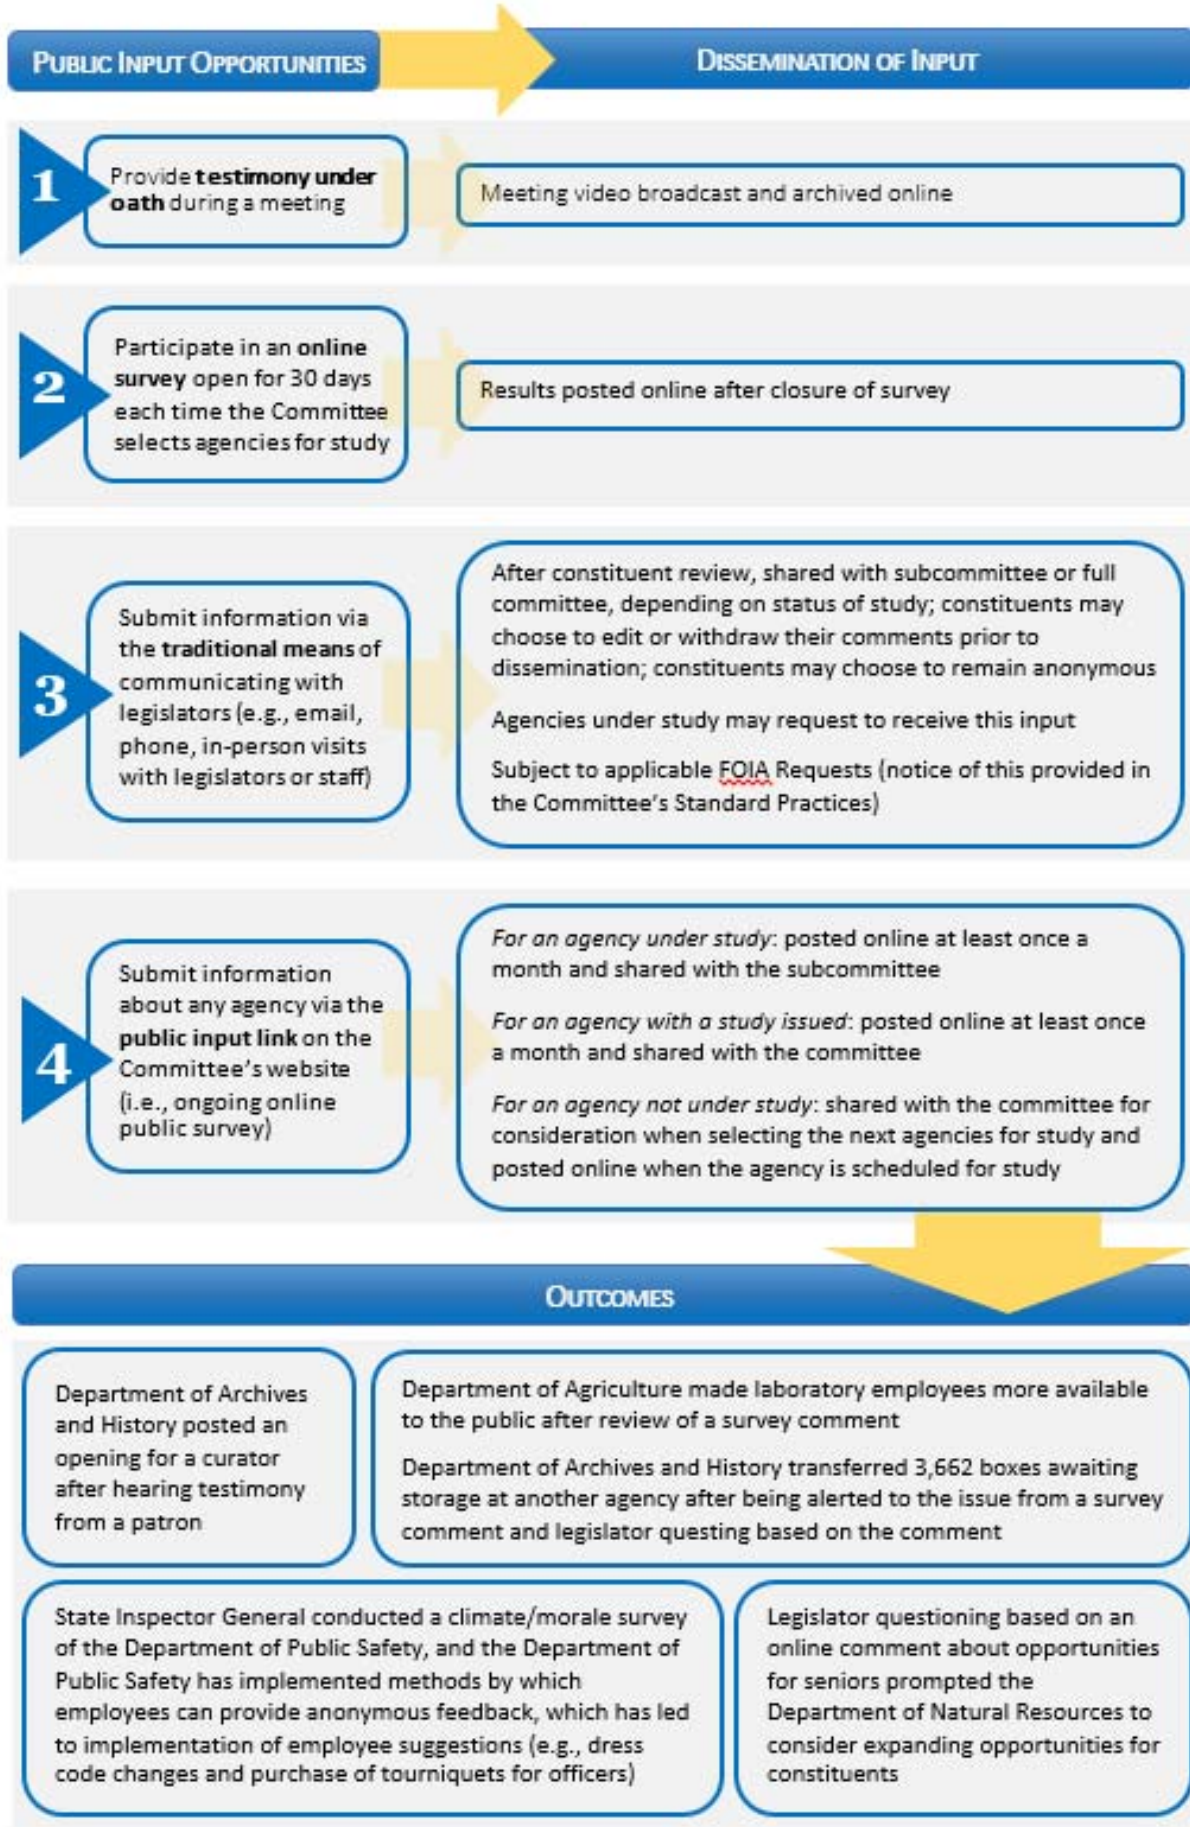 PUBLIC INPUT OPPORTUNITIES
DISSEMINATION OF INPUT
1
Provide testimony under
oath during a meeting
Meeting video broadcast and archived online
2
Participate in an online
survey open for 30 days
each time the Committee
selects agencies for study
Results posted online after closure of survey
3
Submit information via
the traditional means of
communicating with
legislators (e.g., email,
phone, in-person visits
with legislators or staff)
After constituent review, shared with subcommittee or full
committee, depending on status of study; constituents may
choose to edit or withdraw their comments prior to
dissemination; constituents may choose to remain anonymous
Agencies under study may request to receive this input
Subject to applicable FOIA Requests (notice of this provided in
the Committee's Standard Practices)
4
Submit information
about any agency via the
public input link on the
Committee's website
(i.e., ongoing online
public survey)
For an agency under study: posted online at least once a
month and shared with the subcommittee
For an agency with a study issued: posted online at least once
a month and shared with the committee
For an agency not under study: shared with the committee for
consideration when selecting the next agencies for study and
posted online when the agency is scheduled for study
OUTCOMES
Department of Archives
and History posted an
opening for a curator
after hearing testimony
from a patron
Department of Agriculture made laboratory employees more available
to the public after review of a survey comment
Department of Archives and History transferred 3,662 boxes awaiting
storage at another agency after being alerted to the issue from a survey
comment and legislator questing based on the comment
State Inspector General conducted a climate/morale survey
of the Department of Public Safety, and the Department of
Public Safety has implemented methods by which
employees can provide anonymous feedback, which has led
to implementation of employee suggestions (e.g., dress
code changes and purchase of tourniquets for officers)
Legislator questioning based on an
online comment about opportunities
for seniors prompted the
Department of Natural Resources to
consider expanding opportunities for
constituents